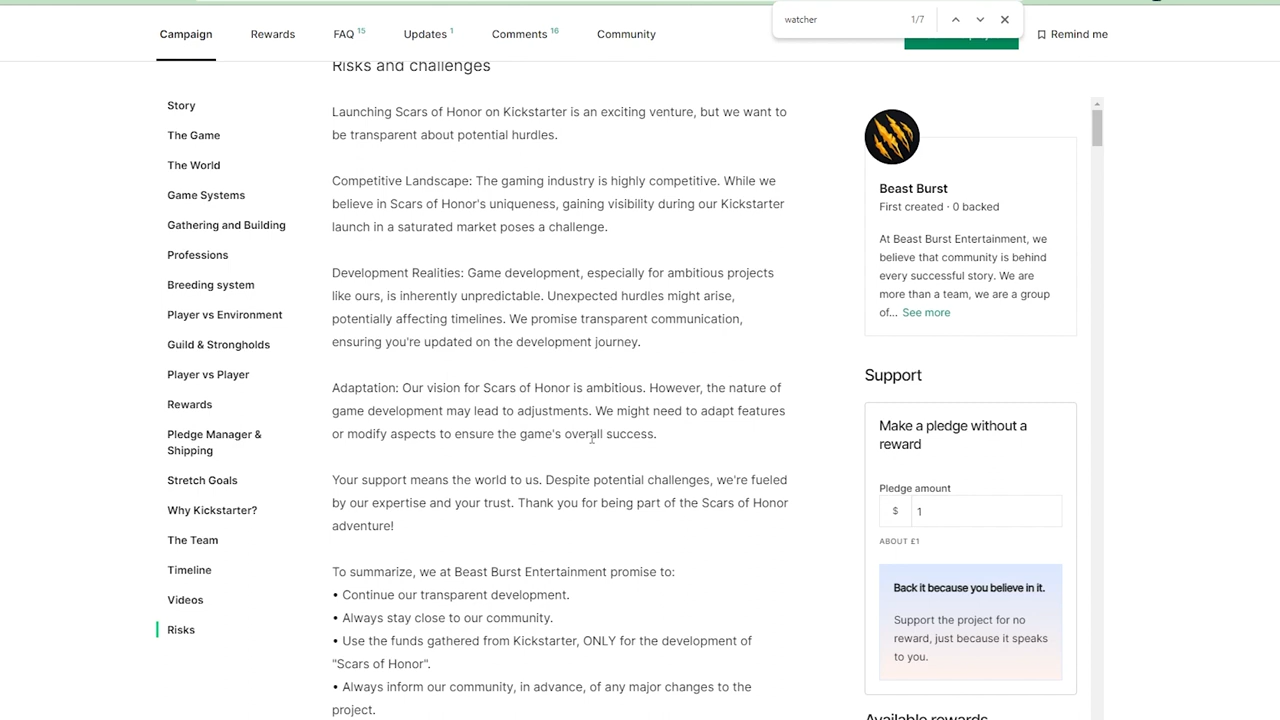 watcher 1/7
Campaign Rewards FAQ 15 Updates 1 Comments 16 Community Remind me
Story
The Game
The World
Game Systems
Gathering and Building
Professions
Breeding system
Player vs Environment
Guild & Strongholds
Player vs Player
Rewards
Pledge Manager &
Shipping
Stretch Goals
Why Kickstarter?
The Team
Timeline
Videos
Risks
Risks and challenges
Launching Scars of Honor on Kickstarter is an exciting venture, but we want to
be transparent about potential hurdles.
Competitive Landscape: The gaming industry is highly competitive. While we
believe in Scars of Honor's uniqueness, gaining visibility during our Kickstarter
launch in a saturated market poses a challenge.
Development Realities: Game development, especially for ambitious projects
like ours, is inherently unpredictable. Unexpected hurdles might arise,
potentially affecting timelines. We promise transparent communication,
ensuring you're updated on the development journey.
Adaptation: Our vision for Scars of Honor is ambitious. However, the nature of
game development may lead to adjustments. We might need to adapt features
or modify aspects to ensure the game's overall success.
Your support means the world to us. Despite potential challenges, we're fueled
by our expertise and your trust. Thank you for being part of the Scars of Honor
adventure!
To summarize, we at Beast Burst Entertainment promise to:
• Continue our transparent development.
• Always stay close to our community.
• Use the funds gathered from Kickstarter, ONLY for the development of
"Scars of Honor".
• Always inform our community, in advance, of any major changes to the
project.
Beast Burst
First created · 0 backed
At Beast Burst Entertainment, we
believe that community is behind
every successful story. We are
more than a team, we are a group
of... See more
Support
Make a pledge without a
reward
Pledge amount
$ 1
ABOUT £1
Back it because you believe in it.
Support the project for no
reward, just because it speaks
to you.
Available rewards